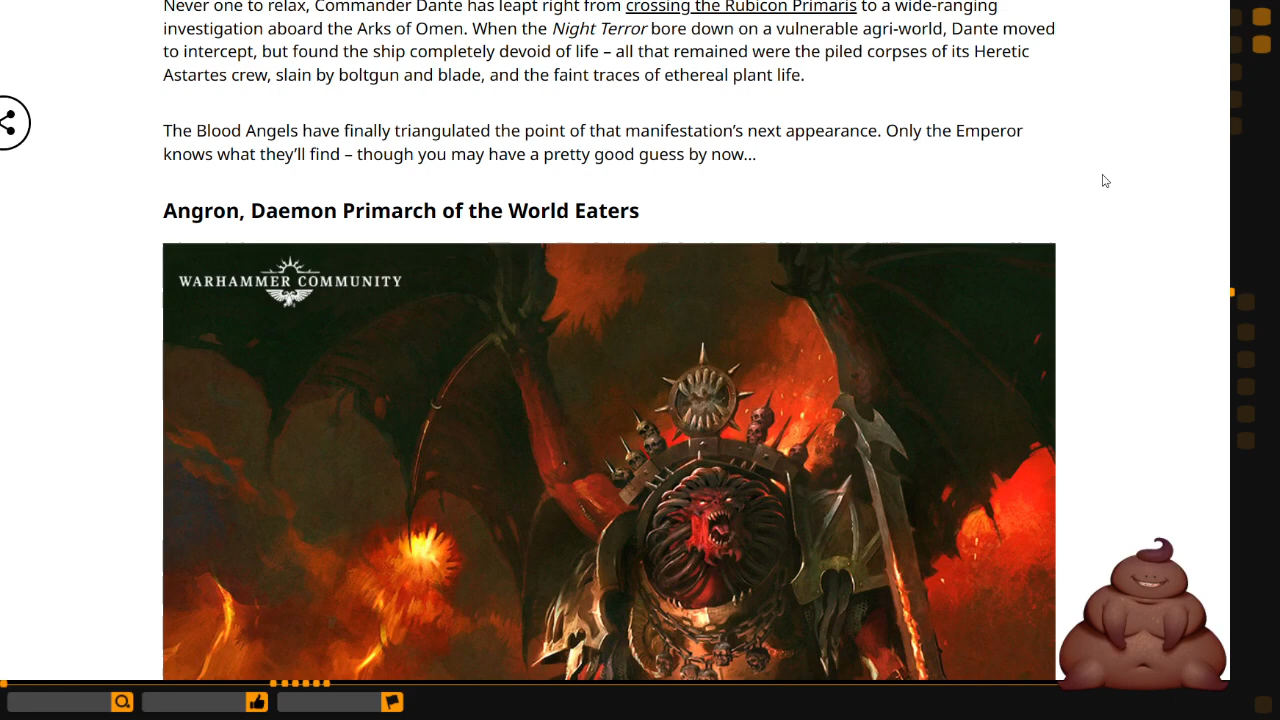 Never one to relax, Commander Dante has leapt right from crossing the Rubicon Primaris to a wide-ranging
investigation aboard the Arks of Omen. When the Night Terror bore down on a vulnerable agri-world, Dante moved
to intercept, but found the ship completely devoid of life – all that remained were the piled corpses of its Heretic
Astartes crew, slain by boltgun and blade, and the faint traces of ethereal plant life.
The Blood Angels have finally triangulated the point of that manifestation’s next appearance. Only the Emperor
knows what they’ll find – though you may have a pretty good guess by now…
Angron, Daemon Primarch of the World Eaters
WARHAMMER COMMUNITY